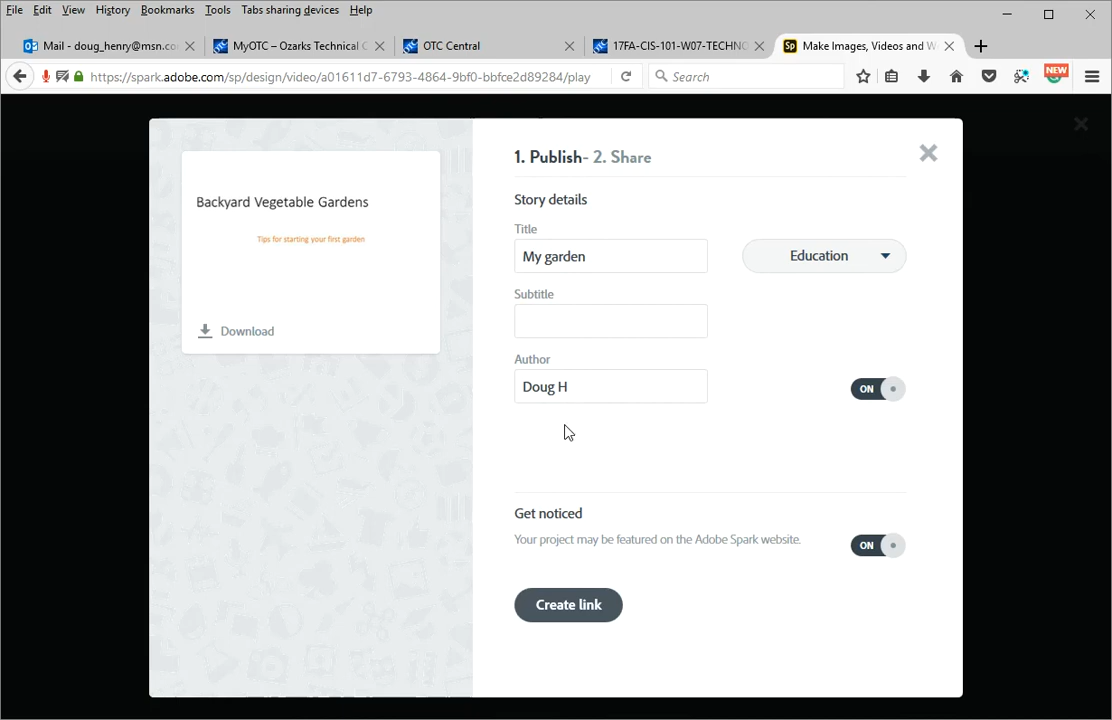 File Edit View History Bookmarks Tools Tabs sharing devices Help
Mail - doug_henry@msn.co
MyOTC – Ozarks Technical C
OTC Central
17FA-CIS-101-W07-TECHNO
Sp Make Images, Videos and W
https://spark.adobe.com/sp/design/video/a01611d7-6793-4864-9bf0-bbfce2d89284/play
Search
NEW
Backyard Vegetable Gardens
Tips for starting your first garden
Download
1. Publish- 2. Share
Story details
Title
My garden
Education
Subtitle
Author
Doug H
ON
Get noticed
Your project may be featured on the Adobe Spark website.
ON
Create link